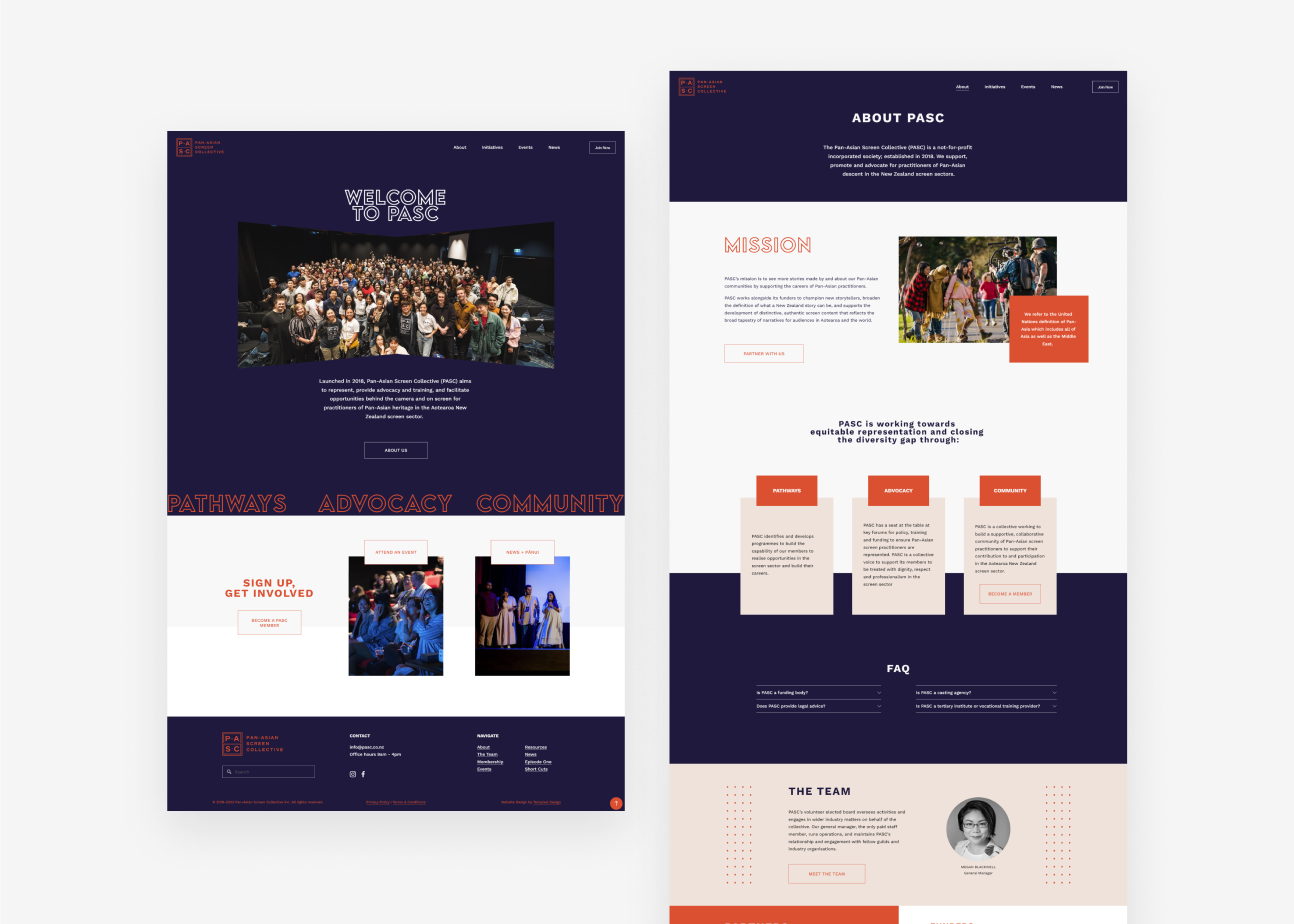 P A
S C
PAN-ASIAN
SCREEN
COLLECTIVE
About
Initiatives
Events
News
Join Now
WELCOME
TO PASC
Launched in 2018, Pan-Asian Screen Collective (PASC) aims
to represent, provide advocacy and training, and facilitate
opportunities behind the camera and on screen for
practitioners of Pan-Asian heritage in the Aotearoa New
Zealand screen sector.
ABOUT US
PATHWAYS ADVOCACY COMMUNITY
SIGN UP,
GET INVOLVED
BECOME A PASC
MEMBER
ATTEND AN EVENT
NEWS + PĀNUI
P A
S C
PAN-ASIAN
SCREEN
COLLECTIVE
Search
CONTACT
info@pasc.co.nz
Office hours 9am - 4pm
NAVIGATE
About
The Team
Membership
Events
Resources
News
Episode One
Short Cuts
Pan-Asian Screen Collective Inc. All rights reserved.
Privacy Policy | Terms & Conditions
Website Design by
P A
S C
PAN-ASIAN
SCREEN
COLLECTIVE
About
Initiatives
Events
News
Join Now
ABOUT PASC
The Pan-Asian Screen Collective (PASC) is a not-for-profit
incorporated society; established in 2018. We support,
promote and advocate for practitioners of Pan-Asian
descent in the New Zealand screen sectors.
MISSION
PASC's mission is to see more stories made by and about our Pan-Asian
communities by supporting the careers of Pan-Asian practitioners.
PASC works alongside its funders to champion new storytellers, broaden
the definition of what a New Zealand story can be, and supports the
development of distinctive, authentic screen content that reflects the
broad tapestry of narratives for audiences in Aotearoa and the world.
PARTNER WITH US
We refer to the United
Nations definition of Pan-
Asia which includes all of
Asia as well as the Middle
East.
PASC is working towards
equitable representation and closing
the diversity gap through:
PATHWAYS
PASC identifies and develops
programmes to build the
capability of our members to
realise opportunities in the
screen sector and build their
careers.
ADVOCACY
PASC has a seat at the table at
key forums for policy, training
and funding to ensure Pan-Asian
screen practitioners are
represented. PASC is a collective
voice to support its members to
be treated with dignity, respect
and professionalism in the
screen sector
COMMUNITY
PASC is a collective working to
build a supportive, collaborative
community of Pan-Asian screen
practitioners to support their
contribution to and participation
in the Aotearoa New Zealand
screen sector.
BECOME A MEMBER
FAQ
Is PASC a funding body?
Does PASC provide legal advice?
Is PASC a casting agency?
Is PASC a tertiary institute or vocational training provider?
THE TEAM
PASC's volunteer elected board oversees activities and
engages in wider industry matters on behalf of the
collective. Our general manager, the only paid staff
member, runs operations, and maintains PASC's
relationship and engagement with fellow guilds and
industry organisations.
MEET THE TEAM
MEGAN BLACKWELL
General Manager